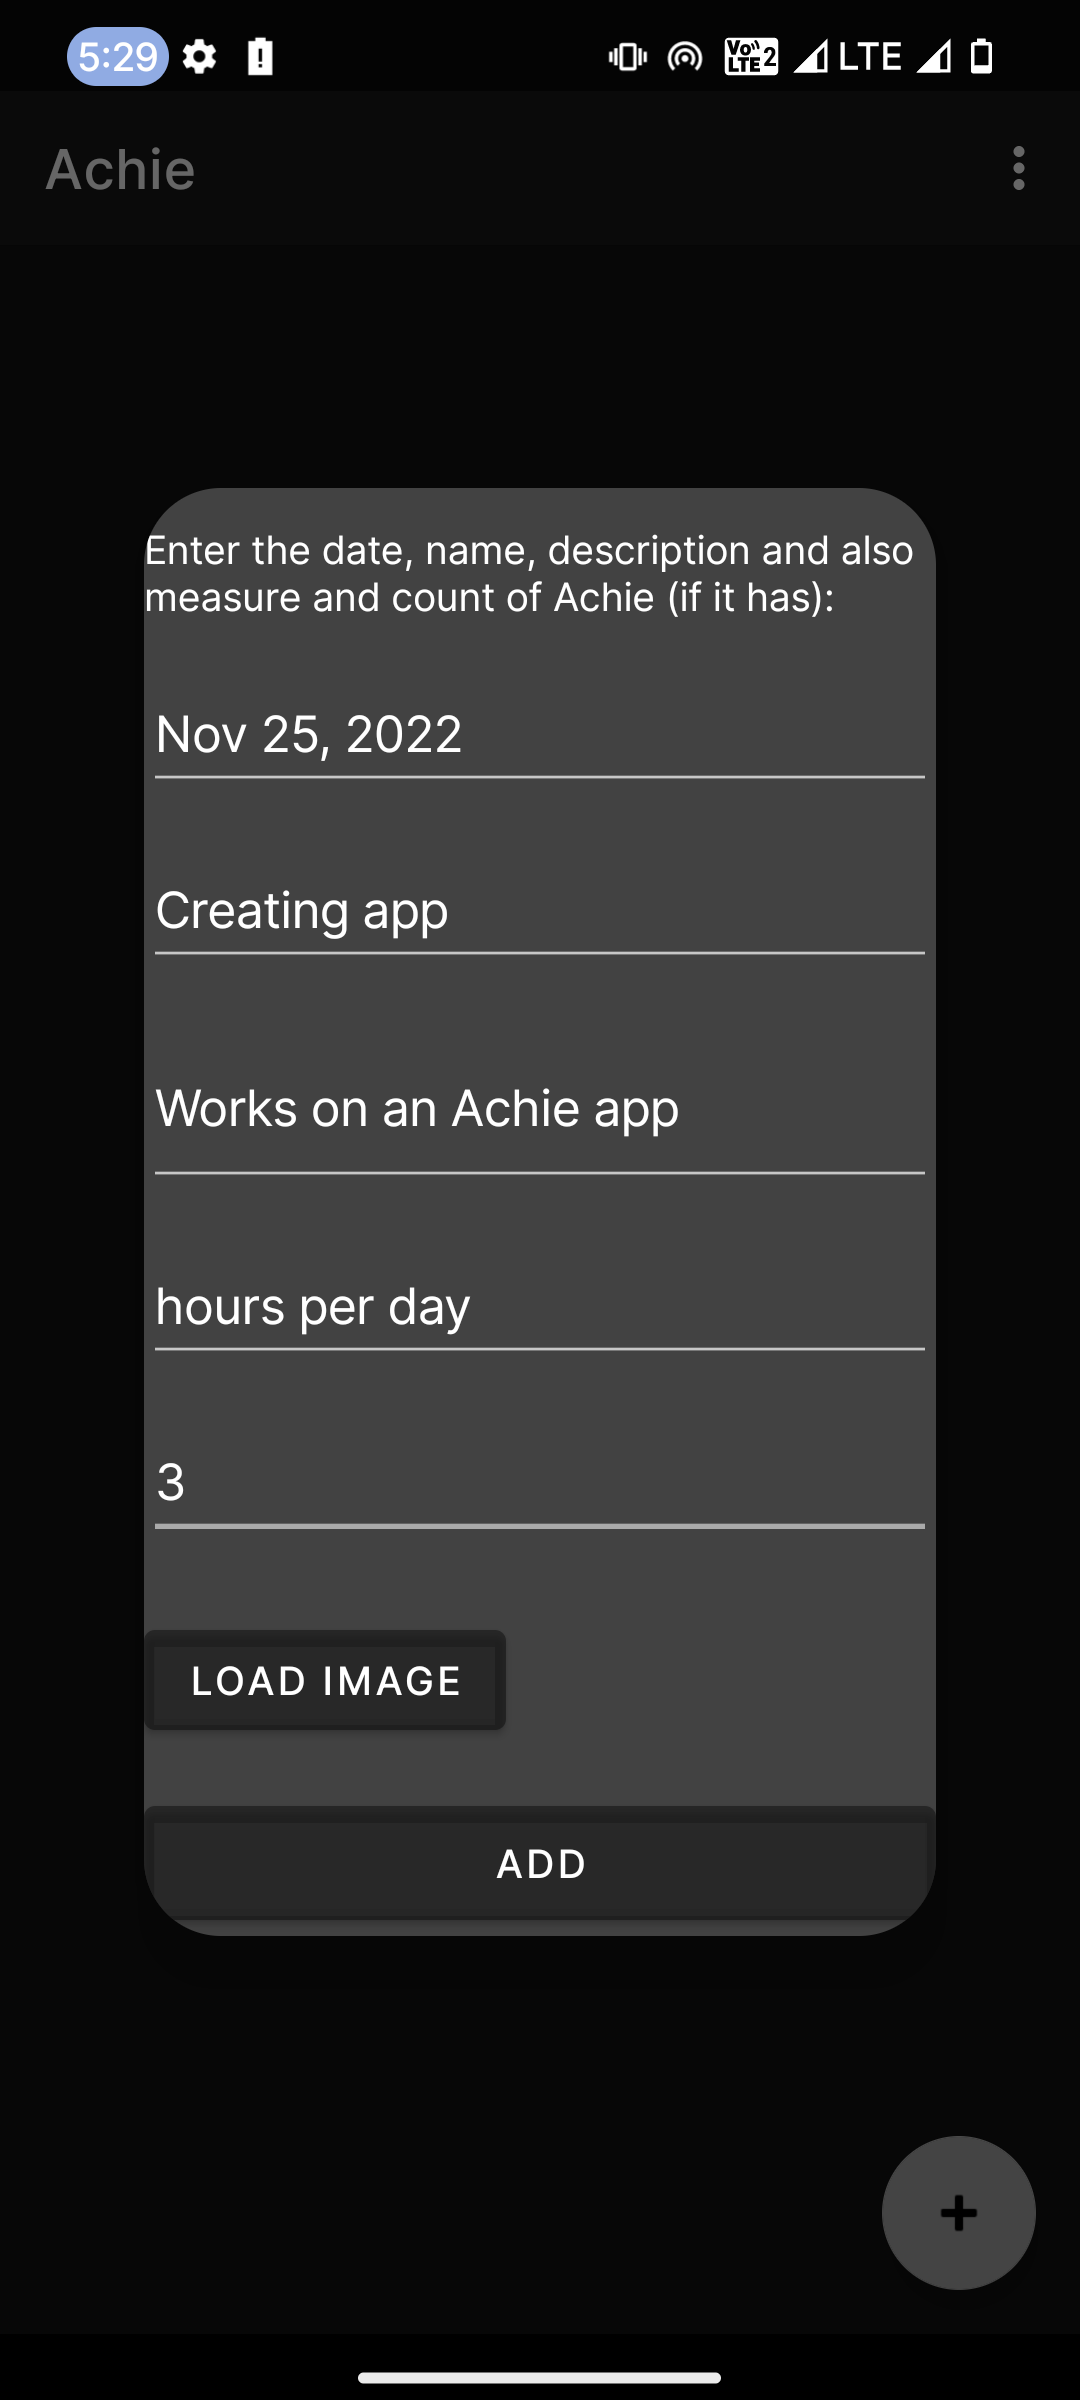 5:29
Vo LTE 2 LTE
Achie
Enter the date, name, description and also
measure and count of Achie (if it has):
Nov 25, 2022
Creating app
Works on an Achie app
hours per day
3
LOAD IMAGE
ADD